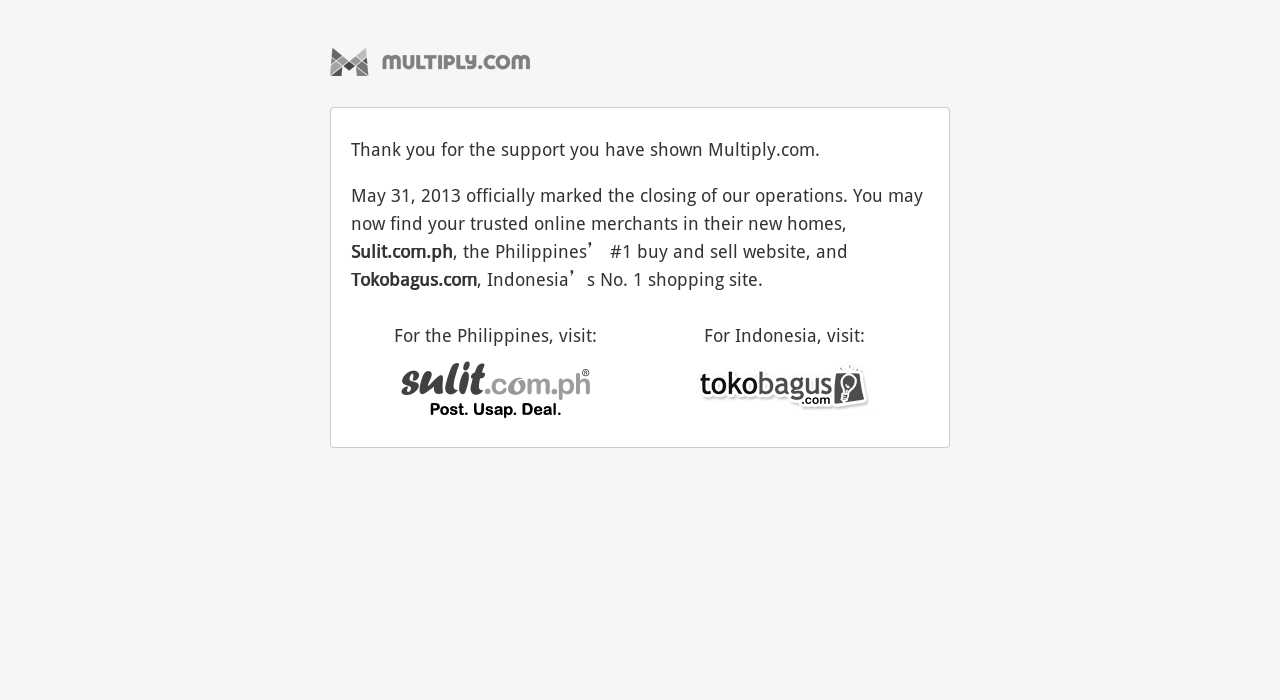 MULTIPLY.COM
Thank you for the support you have shown Multiply.com.
May 31, 2013 officially marked the closing of our operations. You may
now find your trusted online merchants in their new homes,
Sulit.com.ph, the Philippines’ #1 buy and sell website, and
Tokobagus.com, Indonesia’s No. 1 shopping site.
For the Philippines, visit:
For Indonesia, visit:
sulit.com.ph®
Post. Usap. Deal.
tokobagus
.com